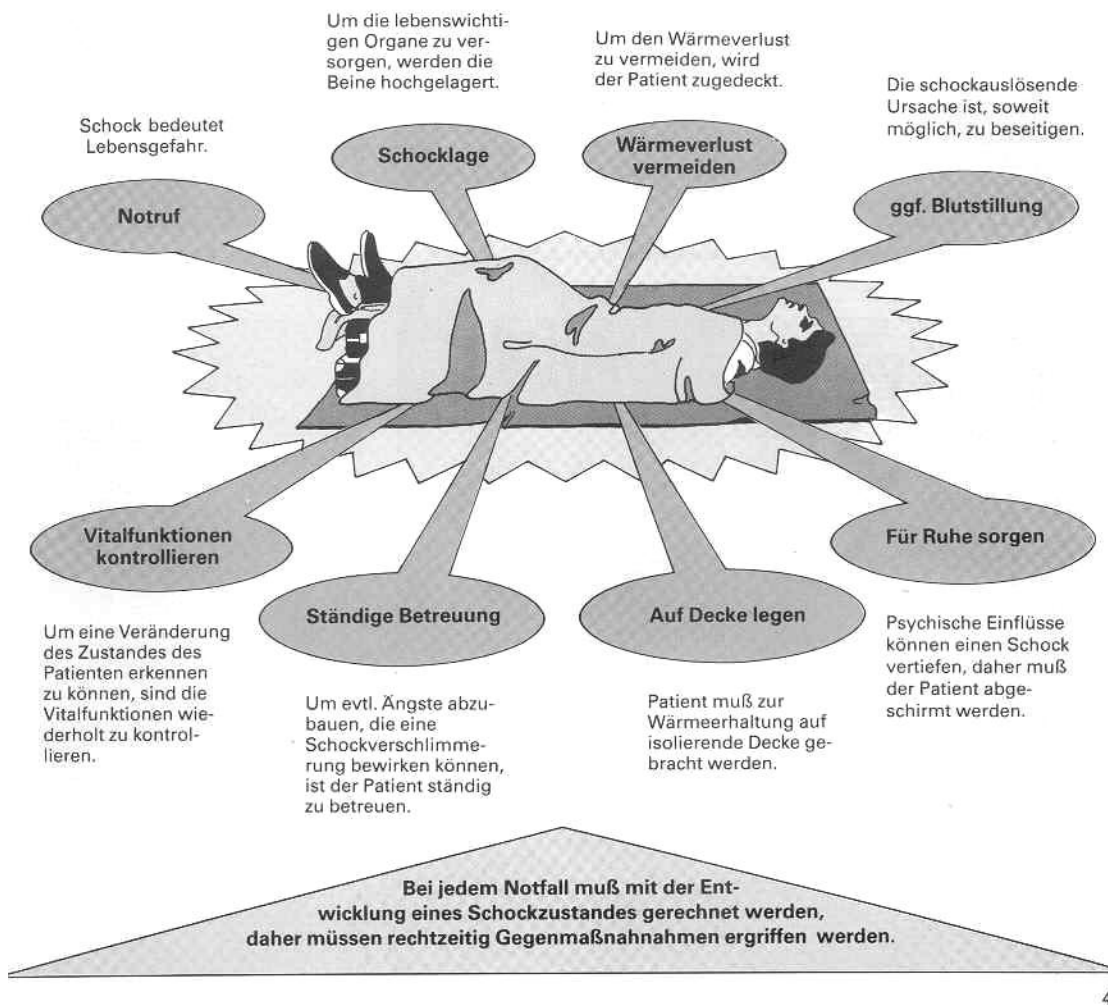 Um die lebenswichti-
gen Organe zu ver-
sorgen, werden die
Beine hochgelagert.
Um den Wärmeverlust
zu vermeiden, wird
der Patient zugedeckt.
Die schockauslösende
Ursache ist, soweit
möglich, zu beseitigen.
Schock bedeutet
Lebensgefahr.
Schocklage
Wärmeverlust
vermeiden
Notruf
ggf. Blutstillung
Vitalfunktionen
kontrollieren
Für Ruhe sorgen
Ständige Betreuung
Auf Decke legen
Um eine Veränderung
des Zustandes des
Patienten erkennen
zu können, sind die
Vitalfunktionen wie-
derholt zu kontrol-
lieren.
Um evtl. Ängste abzu-
bauen, die eine
Schockverschlimme-
rung bewirken können,
ist der Patient ständig
zu betreuen.
Patient muß zur
Wärmeerhaltung auf
isolierende Decke ge-
bracht werden.
Psychische Einflüsse
können einen Schock
vertiefen, daher muß
der Patient abge-
schirmt werden.
Bei jedem Notfall muß mit der Ent-
wicklung eines Schockzustandes gerechnet werden,
daher müssen rechtzeitig Gegenmaßnahnahmen ergriffen werden.